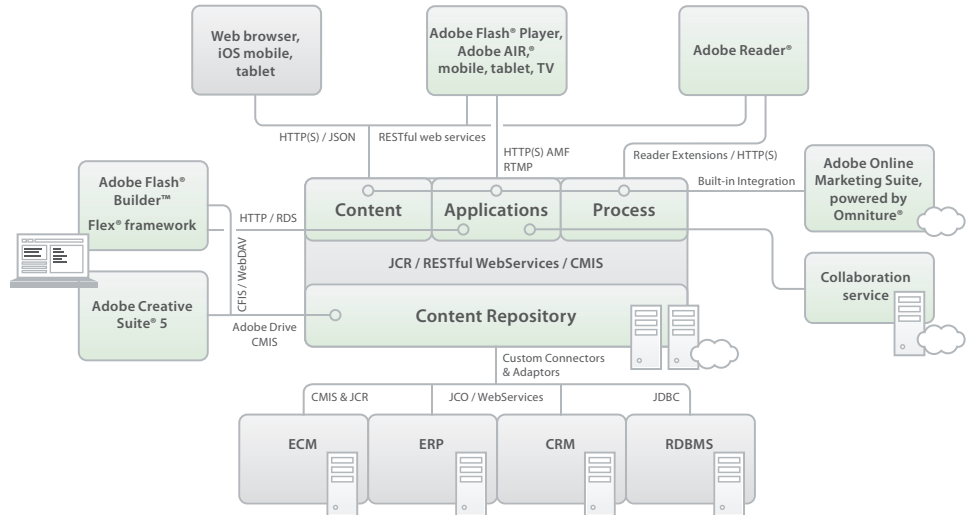 Web browser,
iOS mobile,
tablet
Adobe Flash® Player,
Adobe AIR,®
mobile, tablet, TV
Adobe Reader®
HTTP(S) / JSON
RESTful web services
HTTP(S) AMF
RTMP
Reader Extensions / HTTP(S)
Built-in Integration
Adobe Online
Marketing Suite,
powered by
Omniture®
Adobe Flash®
Builder™
Flex® framework
HTTP / RDS
CFIS / WebDAV
Content
Applications
Process
JCR / RESTful WebServices / CMIS
Collaboration
service
Adobe Creative
Suite® 5
Adobe Drive
CMIS
Content Repository
Custom Connectors
& Adaptors
CMIS & JCR
JCO / WebServices
JDBC
ECM
ERP
CRM
RDBMS